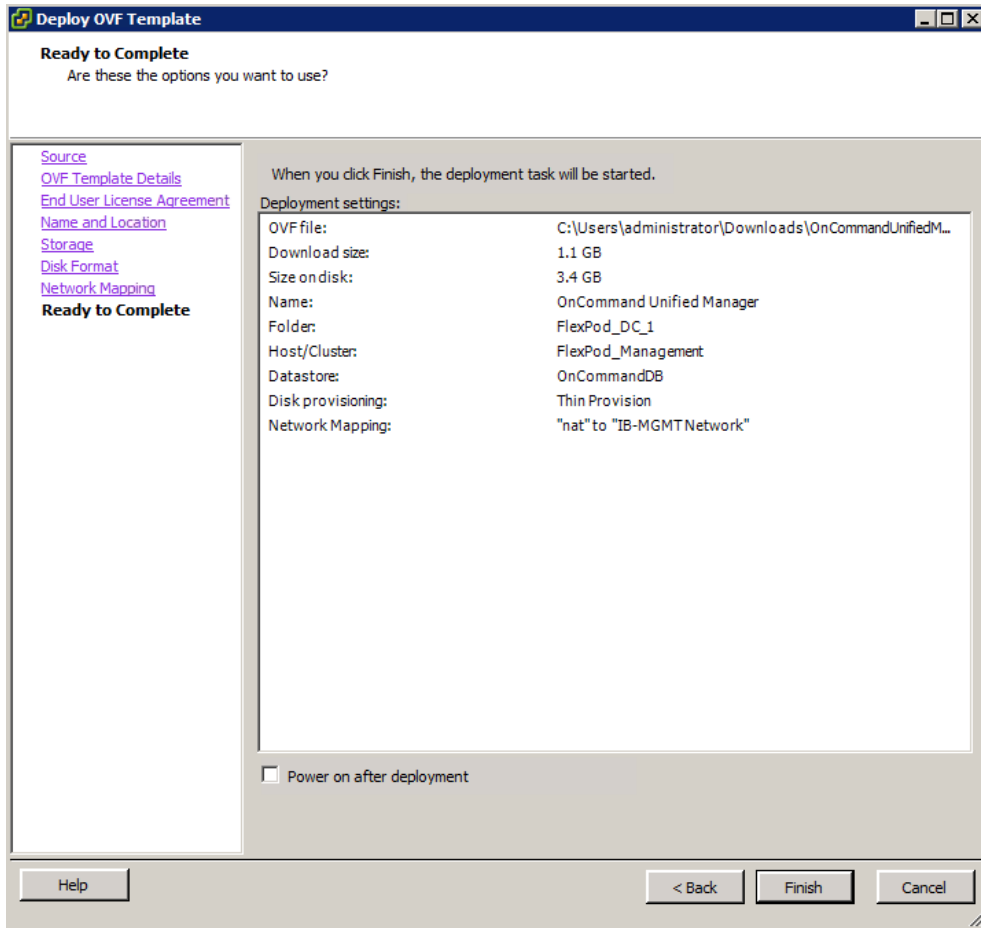 Deploy OVF Template
Ready to Complete
Are these the options you want to use?
Source
OVF Template Details
End User License Agreement
Name and Location
Storage
Disk Format
Network Mapping
Ready to Complete
When you click Finish, the deployment task will be started.
Deployment settings:
OVF file: C:\Users\administrator\Downloads\OnCommandUnifiedM...
Download size: 1.1 GB
Size on disk: 3.4 GB
Name: OnCommand Unified Manager
Folder: FlexPod_DC_1
Host/Cluster: FlexPod_Management
Datastore: OnCommandDB
Disk provisioning: Thin Provision
Network Mapping: "nat" to "IB-MGMT Network"
Power on after deployment
Help
< Back
Finish
Cancel